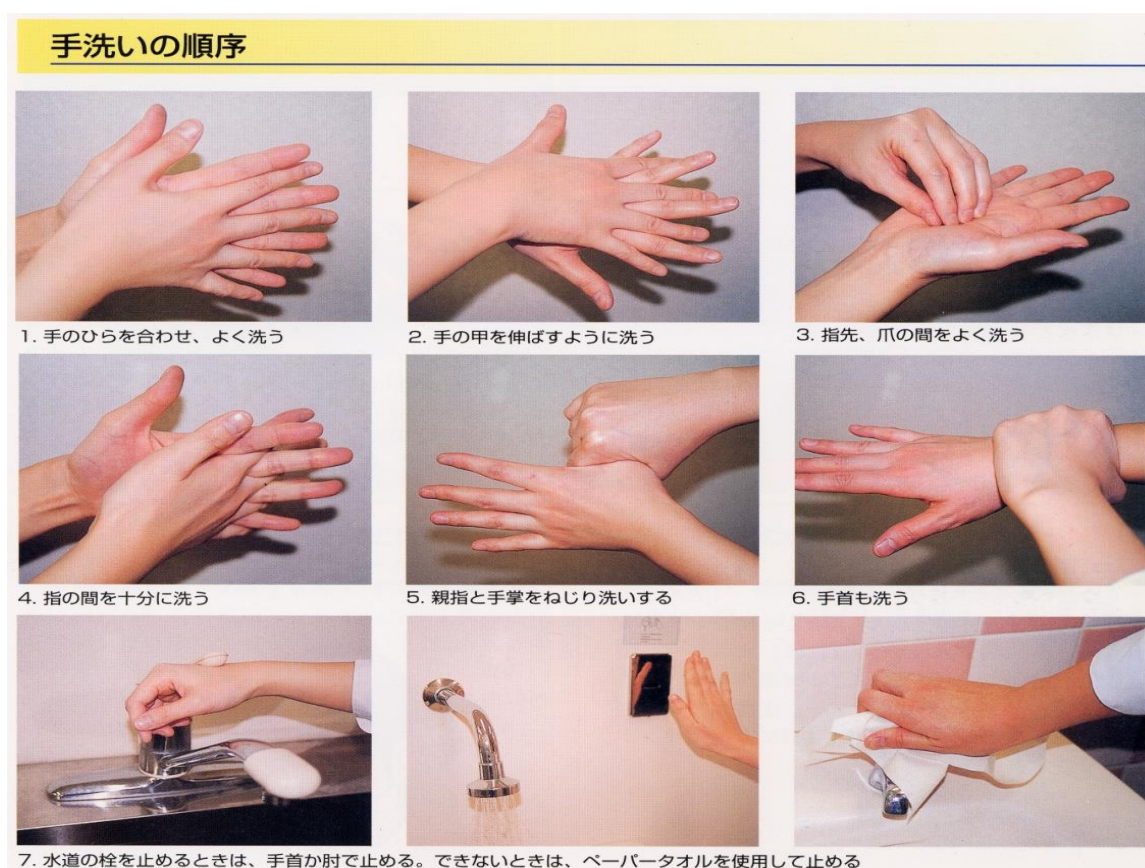 手洗いの順序
1. 手のひらを合わせ、よく洗う
2. 手の甲を伸ばすように洗う
3. 指先、爪の間をよく洗う
4. 指の間を十分に洗う
5. 親指と手掌をねじり洗いする
6. 手首も洗う
7. 水道の栓を止めるときは、手首か肘で止める。できないときは、ペーパータオルを使用して止める